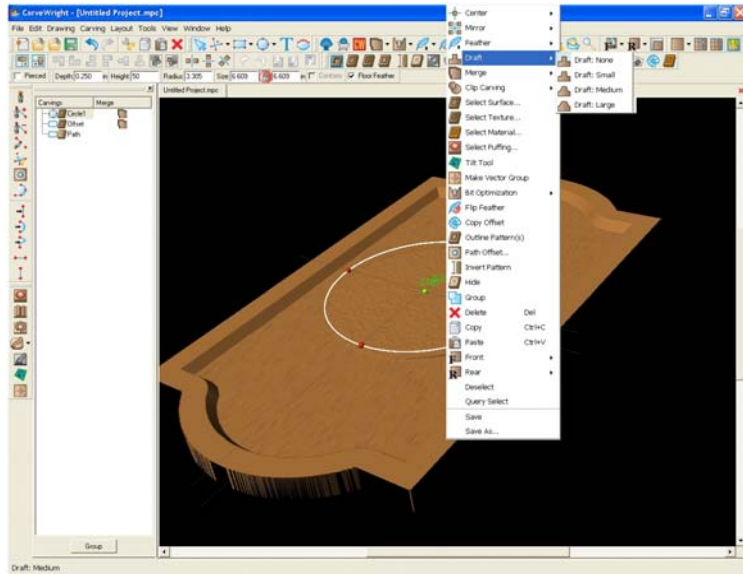 CarveWright - [Untitled Project.mpc]
File Edit Drawing Carving Layout Tools View Window Help
Pierced Depth: 0.250 in Height: 50 Radius 3.305 Size 6.609 6.609 in Contours Floor Feather
Untitled Project.mpc
Carvings Merge
Circle1
Offset
Path
Group
Center
Mirror
Feather
Draft
Merge
Clip Carving
Select Surface...
Select Texture...
Select Material...
Select Puffing...
Tilt Tool
Make Vector Group
Bit Optimization
Flip Feather
Copy Offset
Outline Pattern(s)
Path Offset...
Invert Pattern
Hide
Group
Delete Del
Copy Ctrl+C
Paste Ctrl+V
Front
Rear
Deselect
Query Select
Save
Save As...
Draft: None
Draft: Small
Draft: Medium
Draft: Large
Draft: Medium